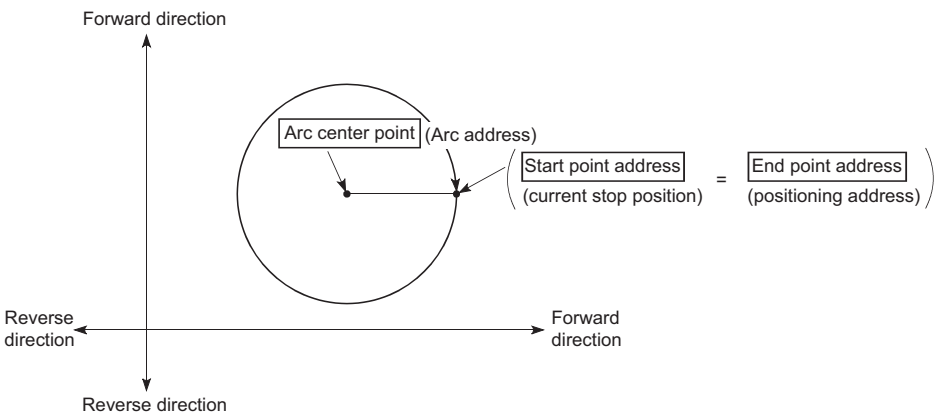 Forward direction
Arc center point (Arc address)
Start point address = End point address
(current stop position) (positioning address)
Reverse
direction
Forward
direction
Reverse direction